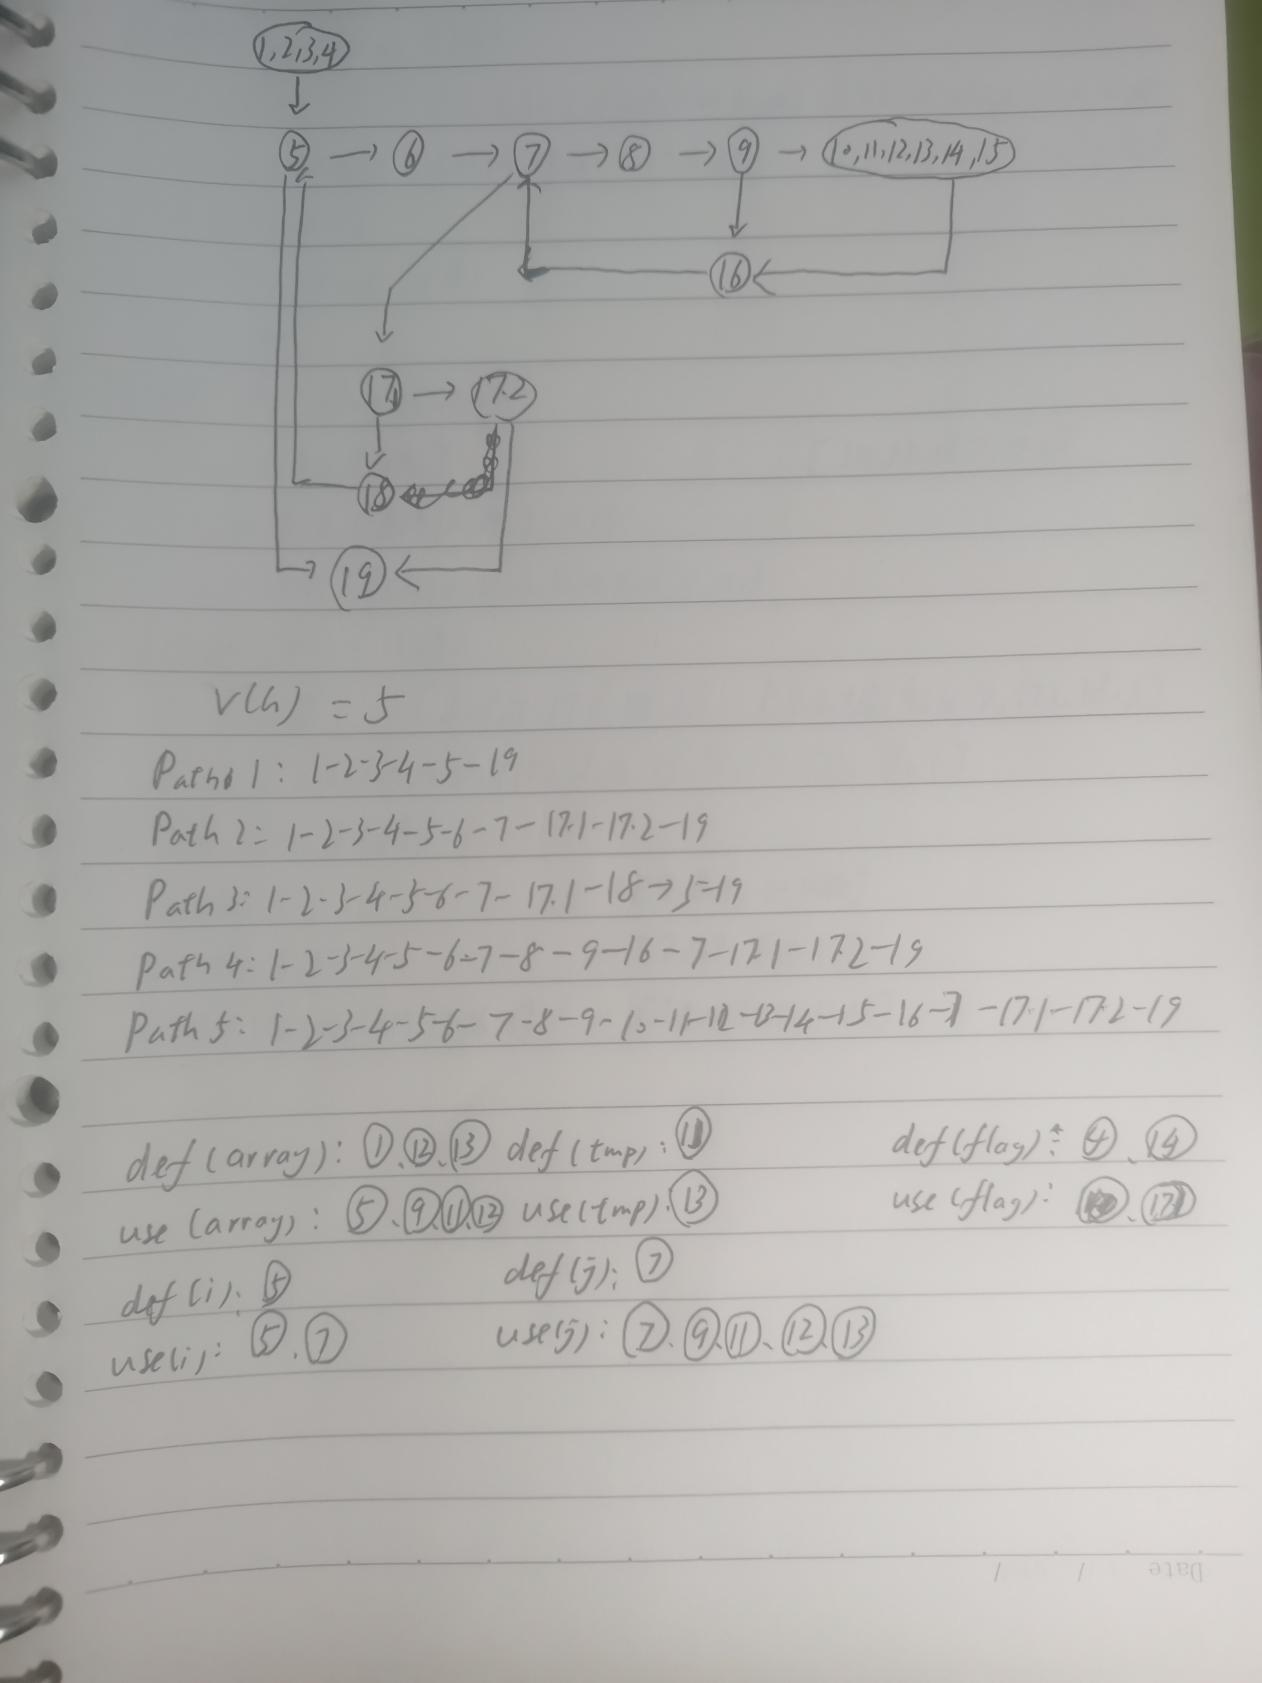 1,2,3,4
5 → 6 → 7 → 8 → 9 → 10,11,12,13,14,15
16
17.1 → 17.2
18
19
V(G) = 5
Path 1: 1-2-3-4-5-19
Path 2: 1-2-3-4-5-6-7-17.1-17.2-19
Path 3: 1-2-3-4-5-6-7-17.1-18→5-19
Path 4: 1-2-3-4-5-6-7-8-9-16-7-17.1-17.2-19
Path 5: 1-2-3-4-5-6-7-8-9-10-11-12-13-14-15-16-7-17.1-17.2-19
def(array): ①、⑫、⑬ def(tmp): ⑪ def(flag): ④、⑭
use(array): ⑤、⑨、⑪、⑫ use(tmp): ⑬ use(flag):
def(i): ⑤ def(j): ⑦
use(i): ⑤、⑦ use(j): ⑦、⑨、⑪、⑫、⑬
Date / /